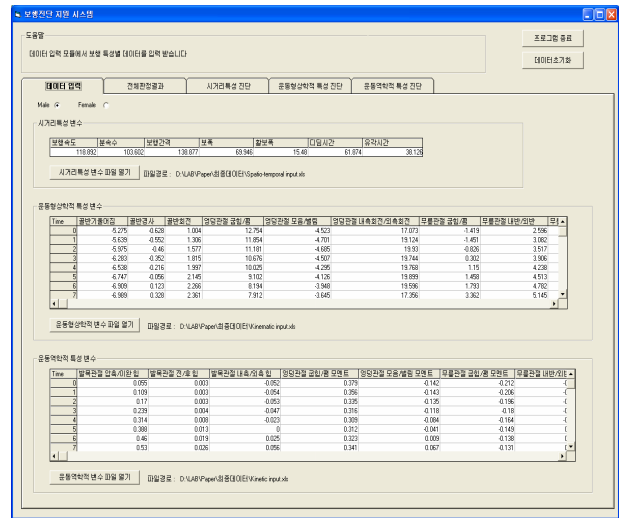 보행진단 지원 시스템
도움말
데이터 입력 모듈에서 보행 특성별 데이터를 입력 받습니다
프로그램 종료
데이터초기화
데이터 입력 전체판정결과 시거리특성 진단 운동형상학적 특성 진단 운동역학적 특성 진단
Male Female
시거리특성 변수
보행속도 분속수 보행간격 보폭 활보폭 디딤시간 유각시간
118.892 103.602 138.877 69.946 15.48 61.874 38.126
시거리특성 변수 파일 열기 파일경로 : D:\LAB\Paper\최종데이터\Spatio-temporal input.xls
운동형상학적 특성 변수
Time 골반기울어짐 골반경사 골반회전 엉덩관절 굽힘/폄 엉덩관절 모음/벌림 엉덩관절 내측회전/외측회전 무릎관절 굽힘/폄 무릎관절 내반/외반 무릎
0 -5.275 -0.628 1.004 12.754 -4.523 17.073 -1.419 2.596
1 -5.639 -0.552 1.306 11.854 -4.701 19.124 -1.451 3.082
2 -5.975 -0.46 1.577 11.181 -4.685 19.93 -0.826 3.517
3 -6.283 -0.352 1.815 10.676 -4.507 19.744 0.302 3.906
4 -6.538 -0.216 1.997 10.025 -4.295 19.768 1.15 4.238
5 -6.747 -0.056 2.145 9.102 -4.126 19.899 1.458 4.513
6 -6.909 0.123 2.266 8.194 -3.948 19.596 1.793 4.782
7 -6.989 0.328 2.361 7.912 -3.645 17.356 3.362 5.145
운동형상학적 변수 파일 열기 파일경로 : D:\LAB\Paper\최종데이터\Kinematic input.xls
운동역학적 특성 변수
Time 발목관절 압축/이완 힘 발목관절 전/후 힘 발목관절 내측/외측 힘 엉덩관절 굽힘/폄 모멘트 엉덩관절 모음/벌림 모멘트 무릎관절 굽힘/폄 모멘트 무릎관절 내반/외반
0 0.055 0.003 -0.052 0.379 -0.142 -0.212
1 0.109 0.003 -0.054 0.356 -0.143 -0.206
2 0.17 0.003 -0.053 0.335 -0.135 -0.196
3 0.239 0.004 -0.047 0.316 -0.118 -0.18
4 0.314 0.008 -0.023 0.309 -0.084 -0.164
5 0.388 0.013 0 0.312 -0.041 -0.149
6 0.46 0.019 0.025 0.323 0.009 -0.138
7 0.53 0.026 0.056 0.341 0.067 -0.131
운동역학적 변수 파일 열기 파일경로 : D:\LAB\Paper\최종데이터\Kinetic input.xls